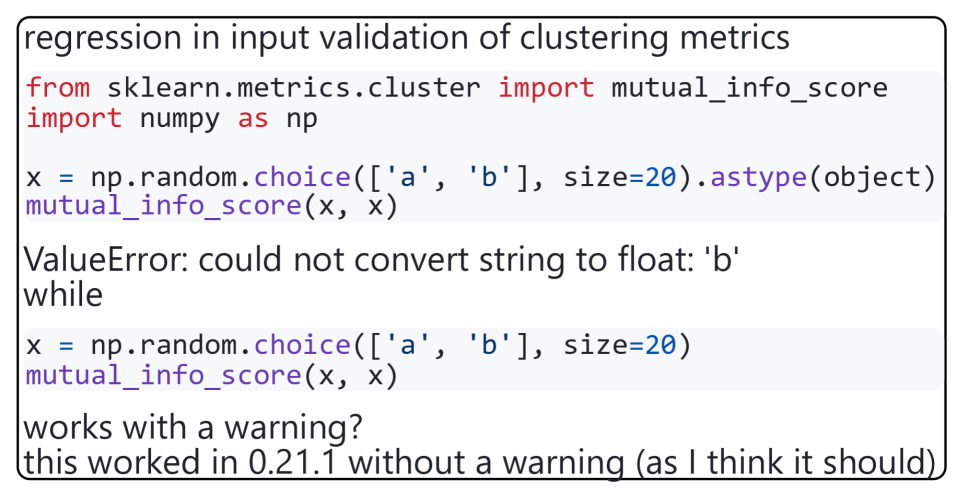 regression in input validation of clustering metrics
from sklearn.metrics.cluster import mutual_info_score
import numpy as np
x = np.random.choice(['a', 'b'], size=20).astype(object)
mutual_info_score(x, x)
ValueError: could not convert string to float: 'b'
while
x = np.random.choice(['a', 'b'], size=20)
mutual_info_score(x, x)
works with a warning?
this worked in 0.21.1 without a warning (as I think it should)